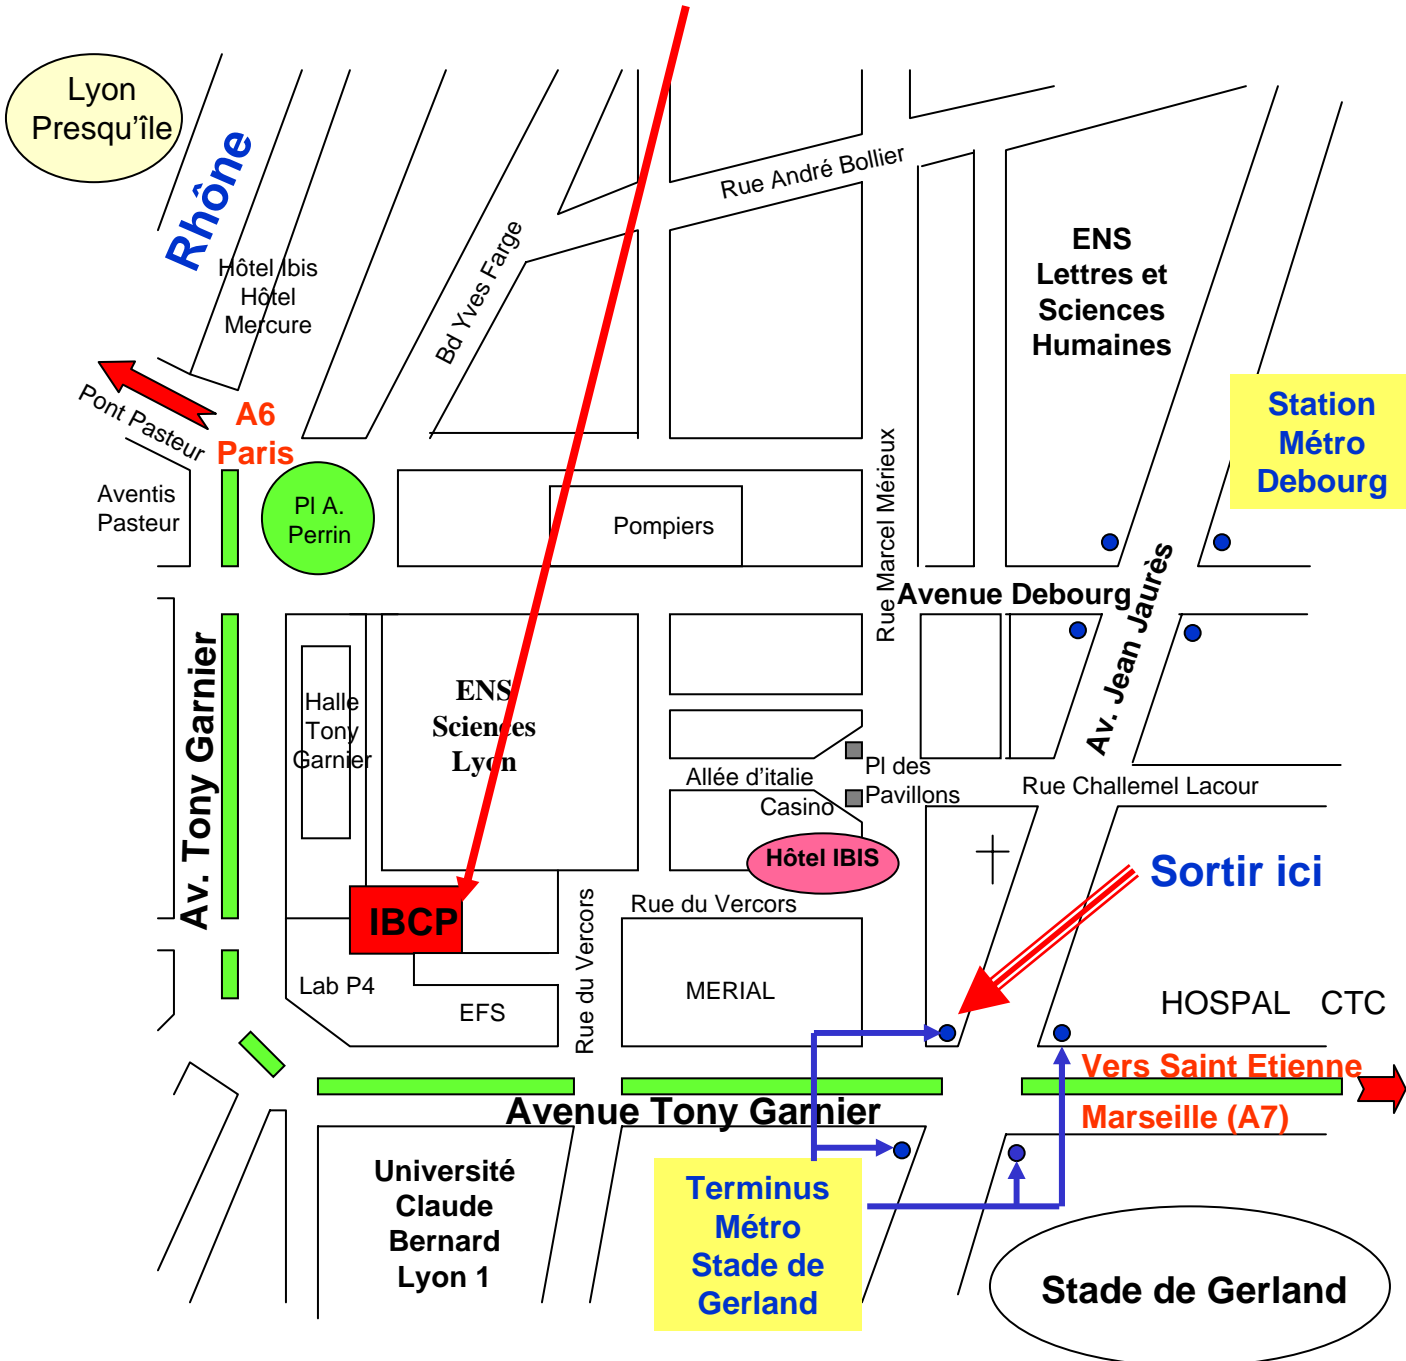 Lyon
Presqu'île
Rhône
Rue André Bollier
Bd Yves Farge
Hôtel Ibis
Hôtel
Mercure
ENS
Lettres et
Sciences
Humaines
Pont Pasteur
A6
Paris
Station
Métro
Debourg
Aventis
Pasteur
Pl A.
Perrin
Pompiers
Rue Marcel Mérieux
Avenue Debourg
Av. Jean Jaurès
Av. Tony Garnier
Halle
Tony
Garnier
ENS
Sciences
Lyon
Allée d'italie
Casino
Pl des
Pavillons
Rue Challemel Lacour
Hôtel IBIS
Sortir ici
IBCP
Rue du Vercors
Rue du Vercors
Lab P4
EFS
MERIAL
HOSPAL CTC
Vers Saint Etienne
Marseille (A7)
Avenue Tony Garnier
Université
Claude
Bernard
Lyon 1
Terminus
Métro
Stade de
Gerland
Stade de Gerland